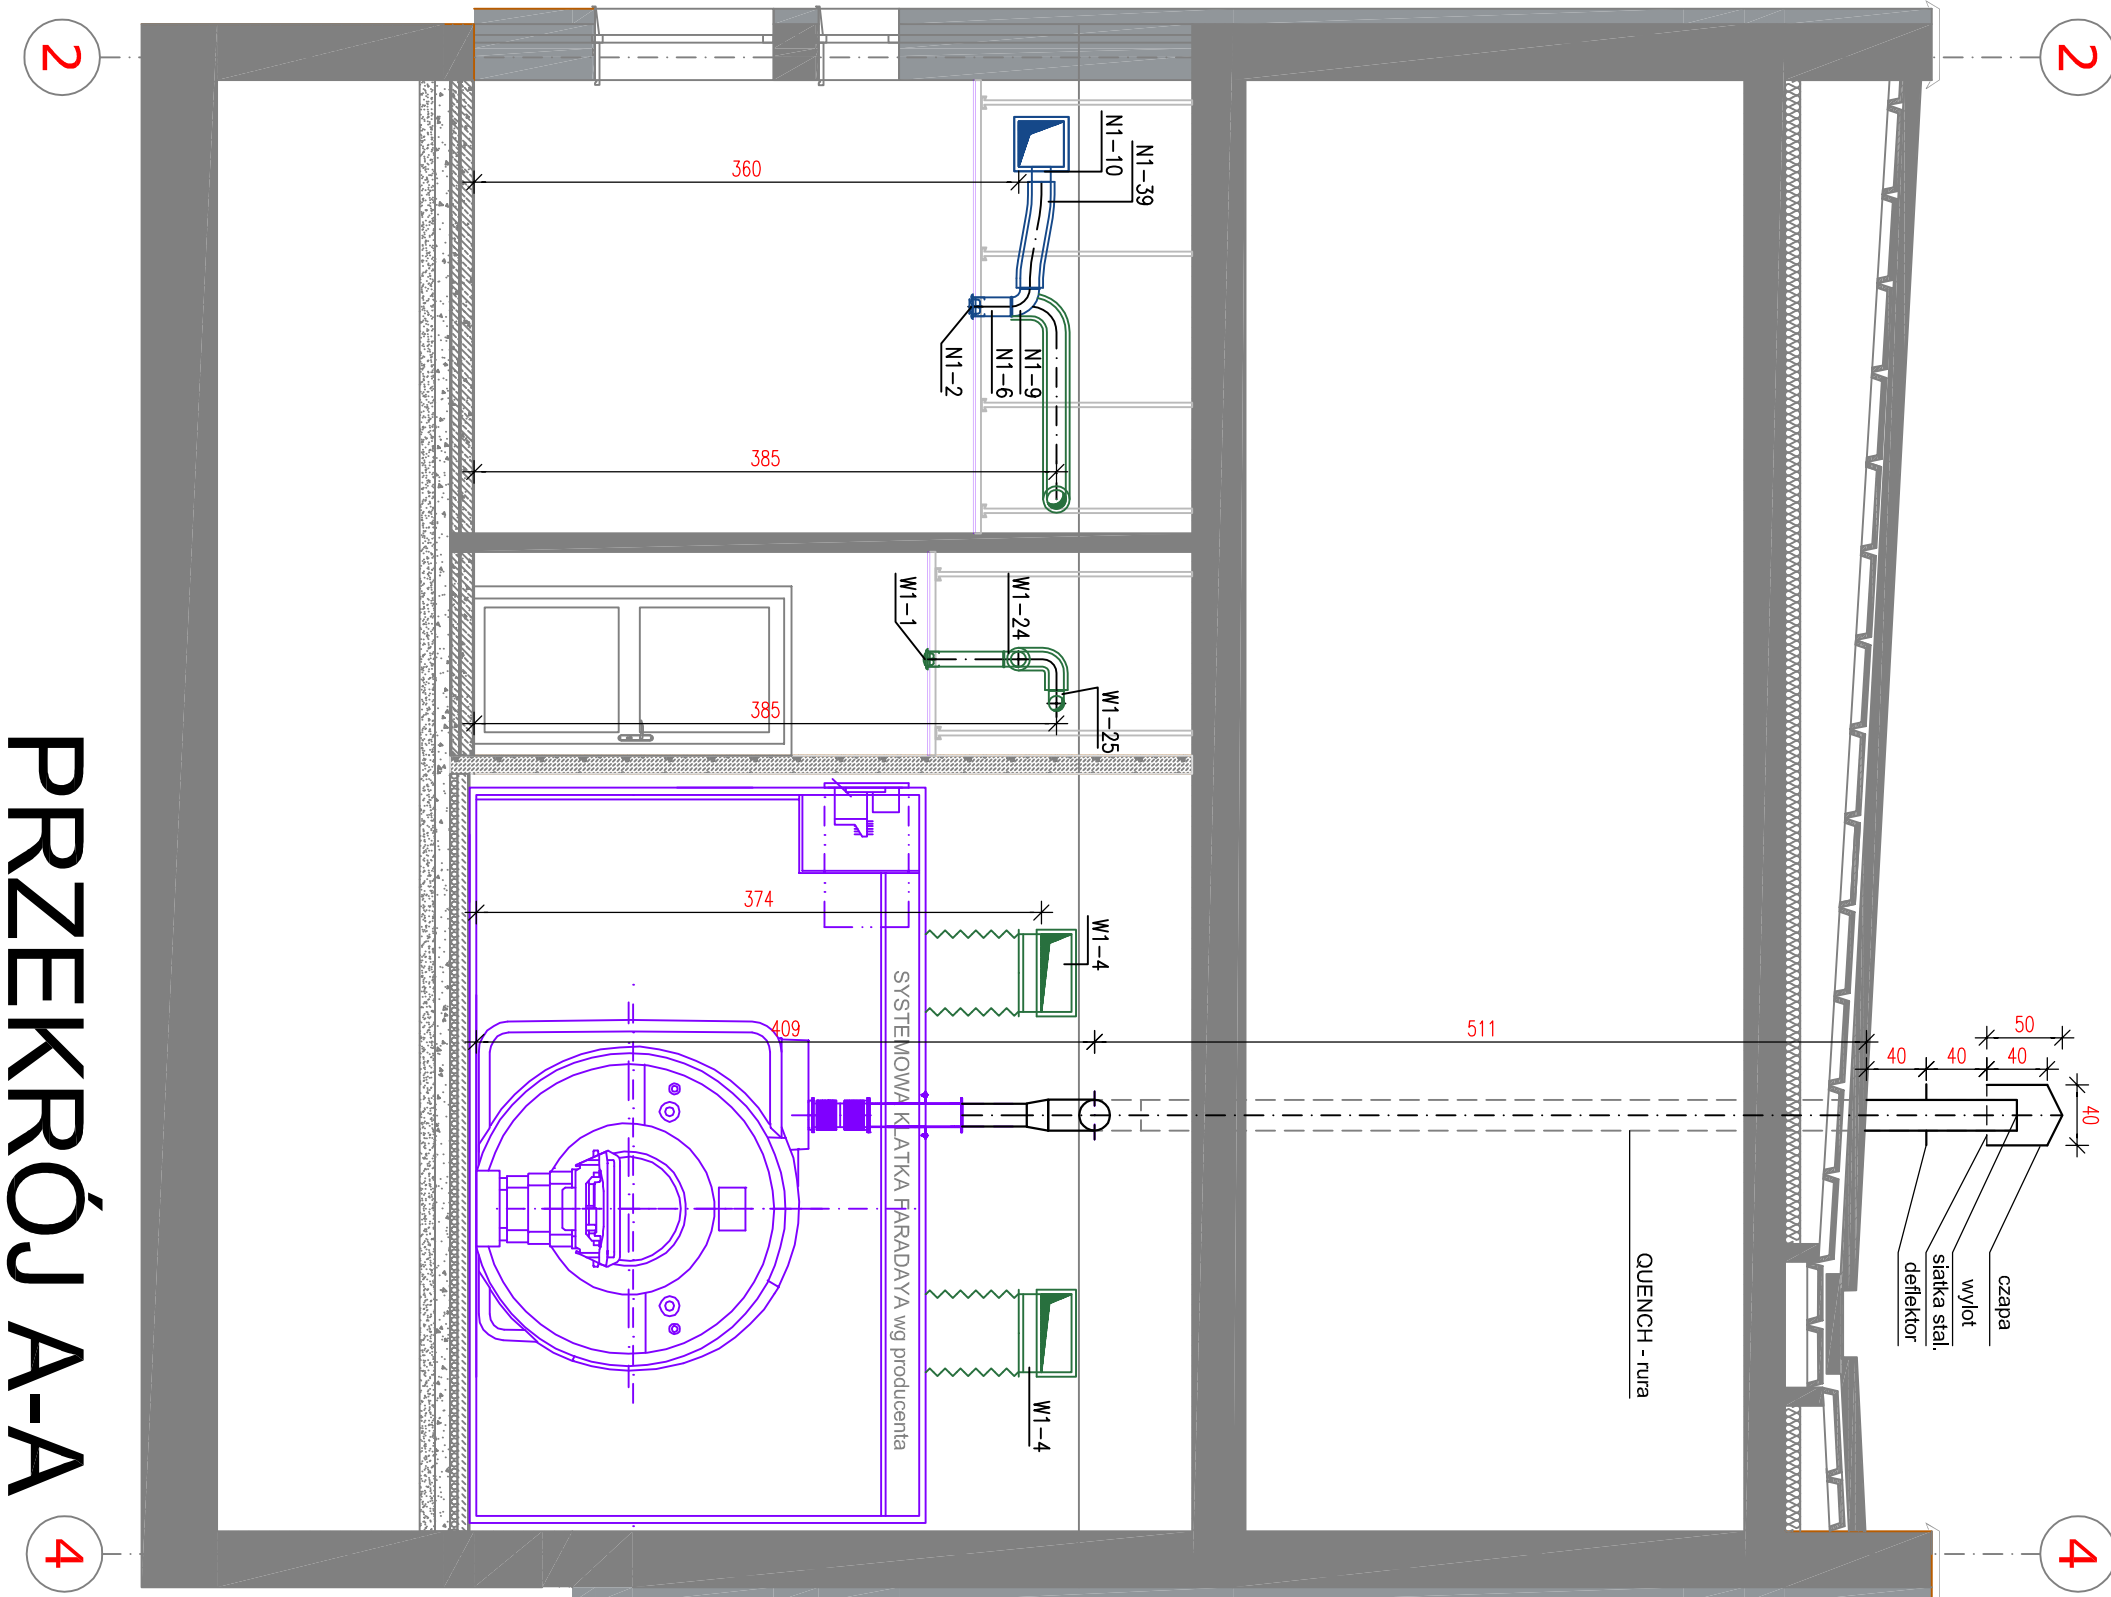 PRZEKRÓJ A-A
2
4
2
4
N1-10
N1-39
360
N1-9
N1-6
N1-2
385
W1-1
W1-24
W1-25
385
374
W1-4
409
SYSTEMOWA KLATKA FARADAYA wg producenta
W1-4
511
QUENCH - rura
50
40
40
40
40
czapa
wylot
siatka stal.
deflektor